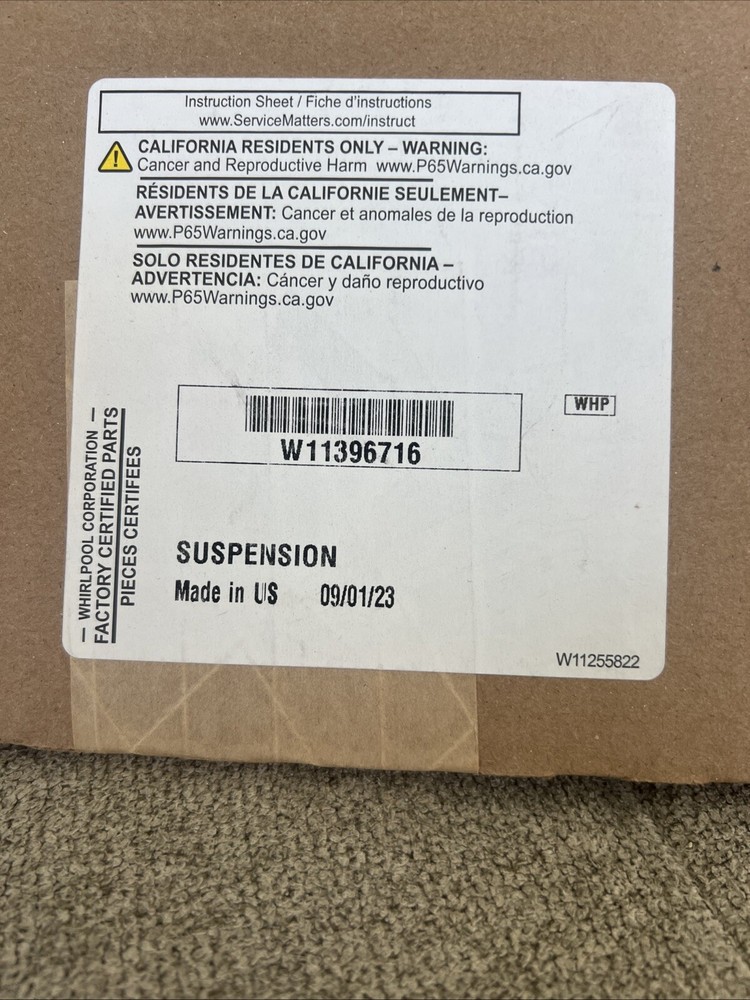 Instruction Sheet / Fiche d'instructions
www.ServiceMatters.com/instruct
CALIFORNIA RESIDENTS ONLY – WARNING:
Cancer and Reproductive Harm www.P65Warnings.ca.gov
RÉSIDENTS DE LA CALIFORNIE SEULEMENT–
AVERTISSEMENT: Cancer et anomales de la reproduction
www.P65Warnings.ca.gov
SOLO RESIDENTES DE CALIFORNIA –
ADVERTENCIA: Cáncer y daño reproductivo
www.P65Warnings.ca.gov
W11396716
WHP
— WHIRLPOOL CORPORATION —
FACTORY CERTIFIED PARTS
PIECES CERTIFEES
SUSPENSION
Made in US 09/01/23
W11255822